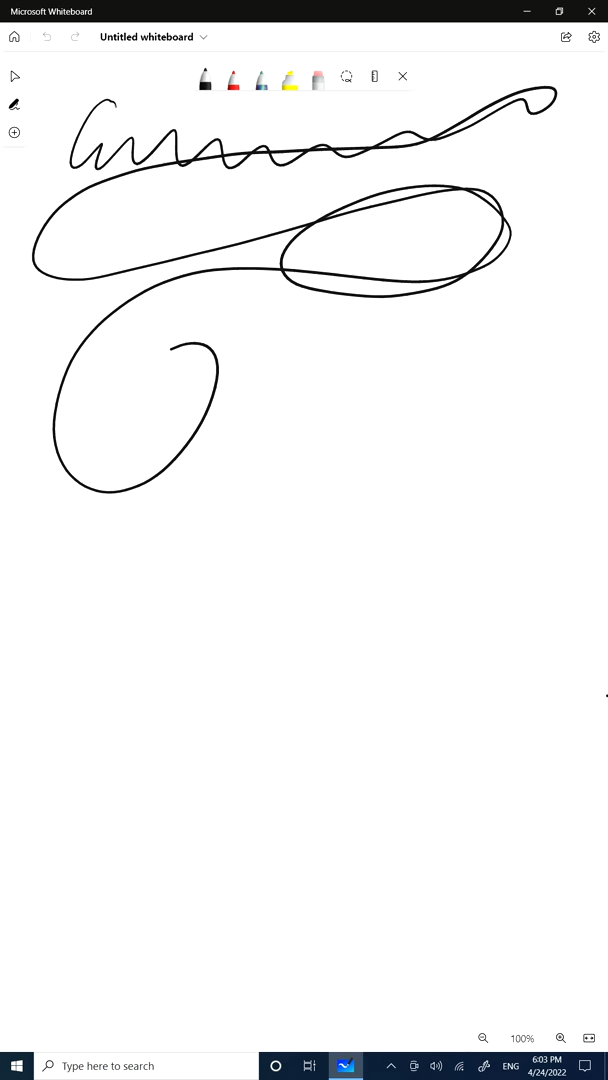 Microsoft Whiteboard
Untitled whiteboard
100%
Type here to search
ENG
6:03 PM
4/24/2022